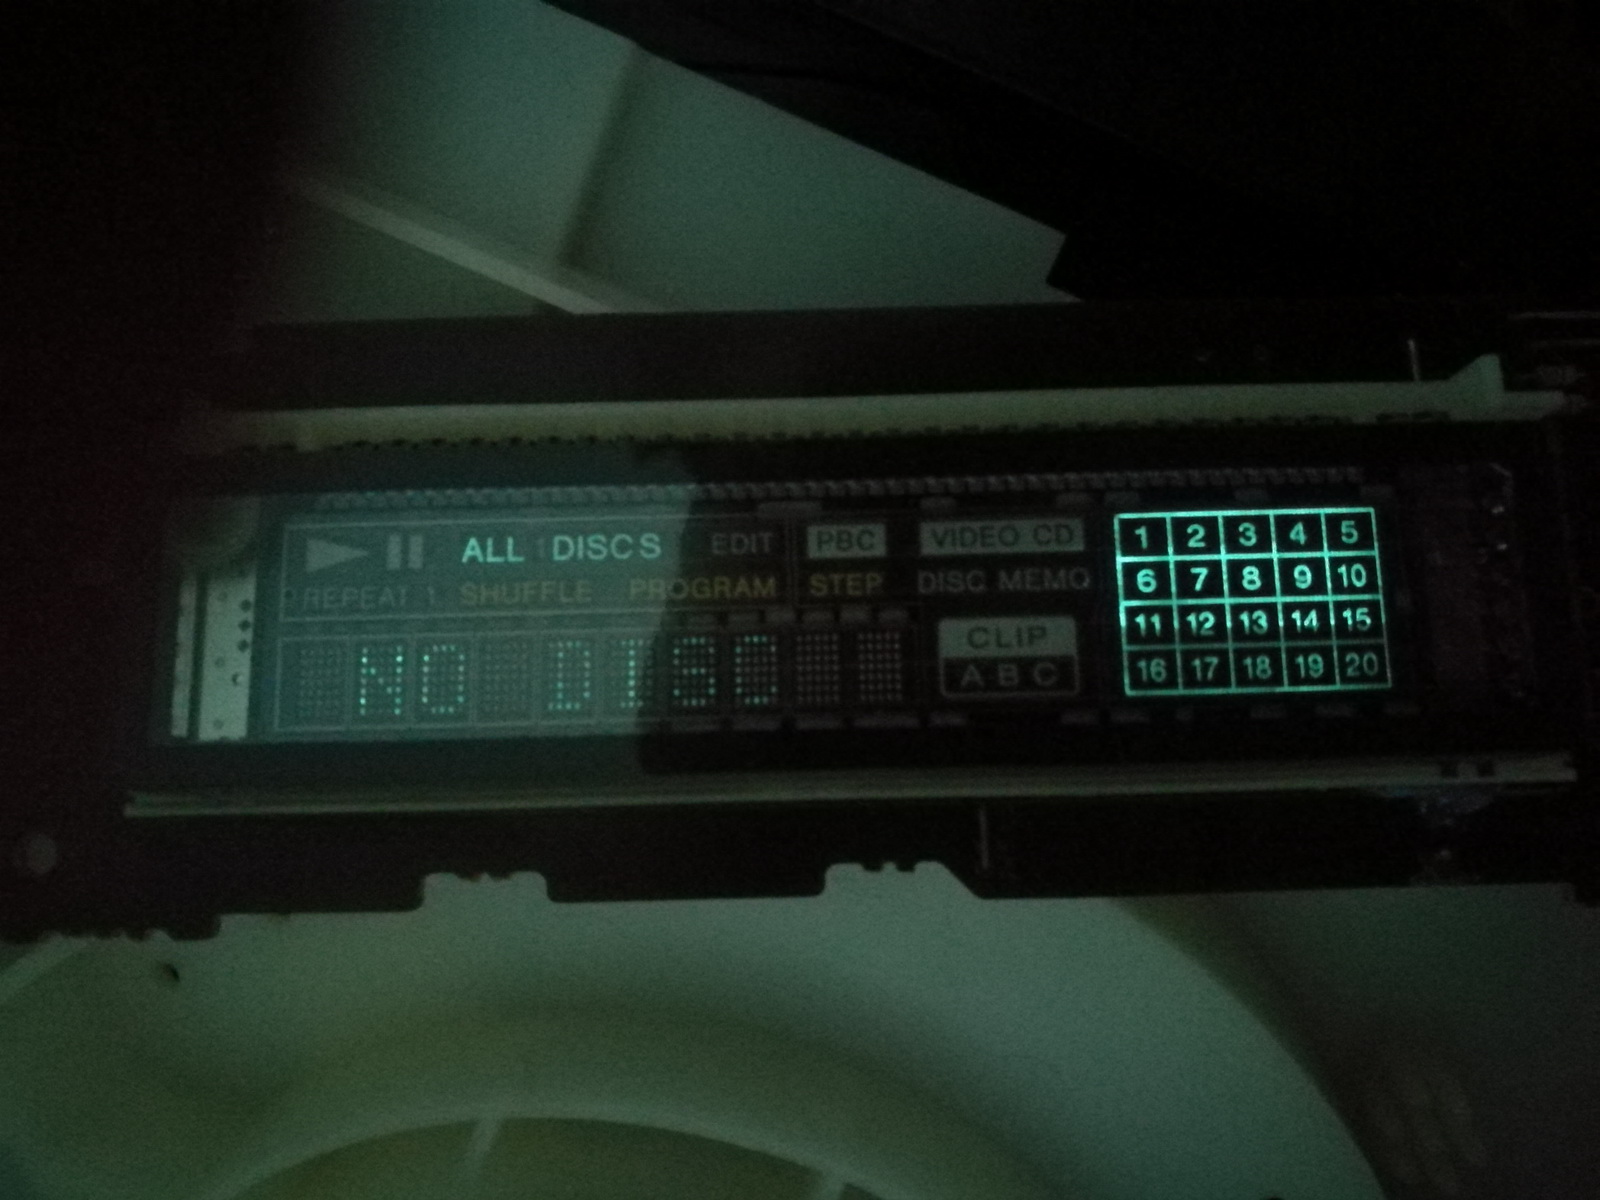 ALL 1 DISCS EDIT PBC VIDEO CD
REPEAT 1 SHUFFLE PROGRAM STEP DISC MEMO
NO DISC
CLIP
A B C
1 2 3 4 5
6 7 8 9 10
11 12 13 14 15
16 17 18 19 20